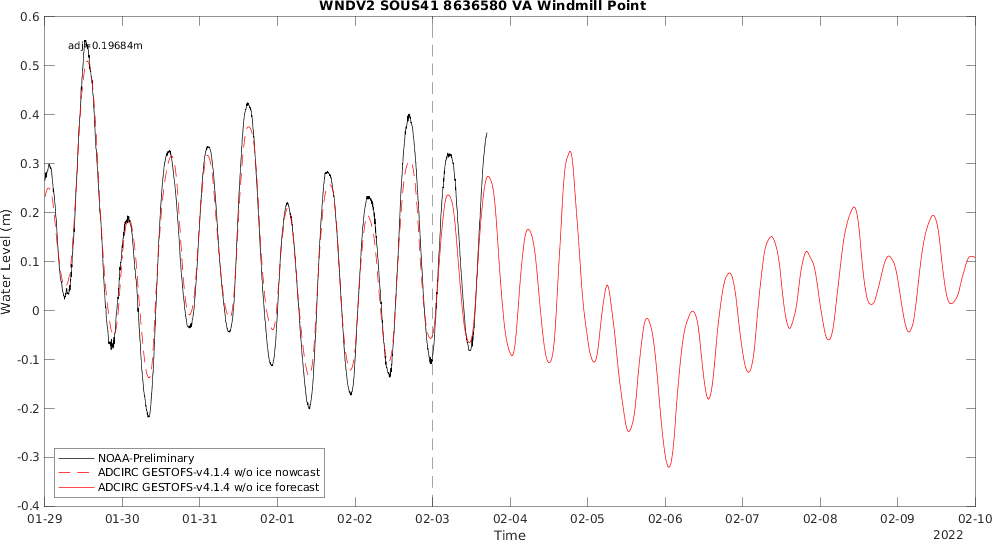 WNDV2 SOUS41 8636580 VA Windmill Point
adj=0.19684m
0.6
0.5
0.4
0.3
0.2
0.1
0
-0.1
-0.2
-0.3
-0.4
Water Level (m)
NOAA-Preliminary
ADCIRC GESTOFS-v4.1.4 w/o ice nowcast
ADCIRC GESTOFS-v4.1.4 w/o ice forecast
01-29 01-30 01-31 02-01 02-02 02-03 02-04 02-05 02-06 02-07 02-08 02-09 02-10
Time
2022